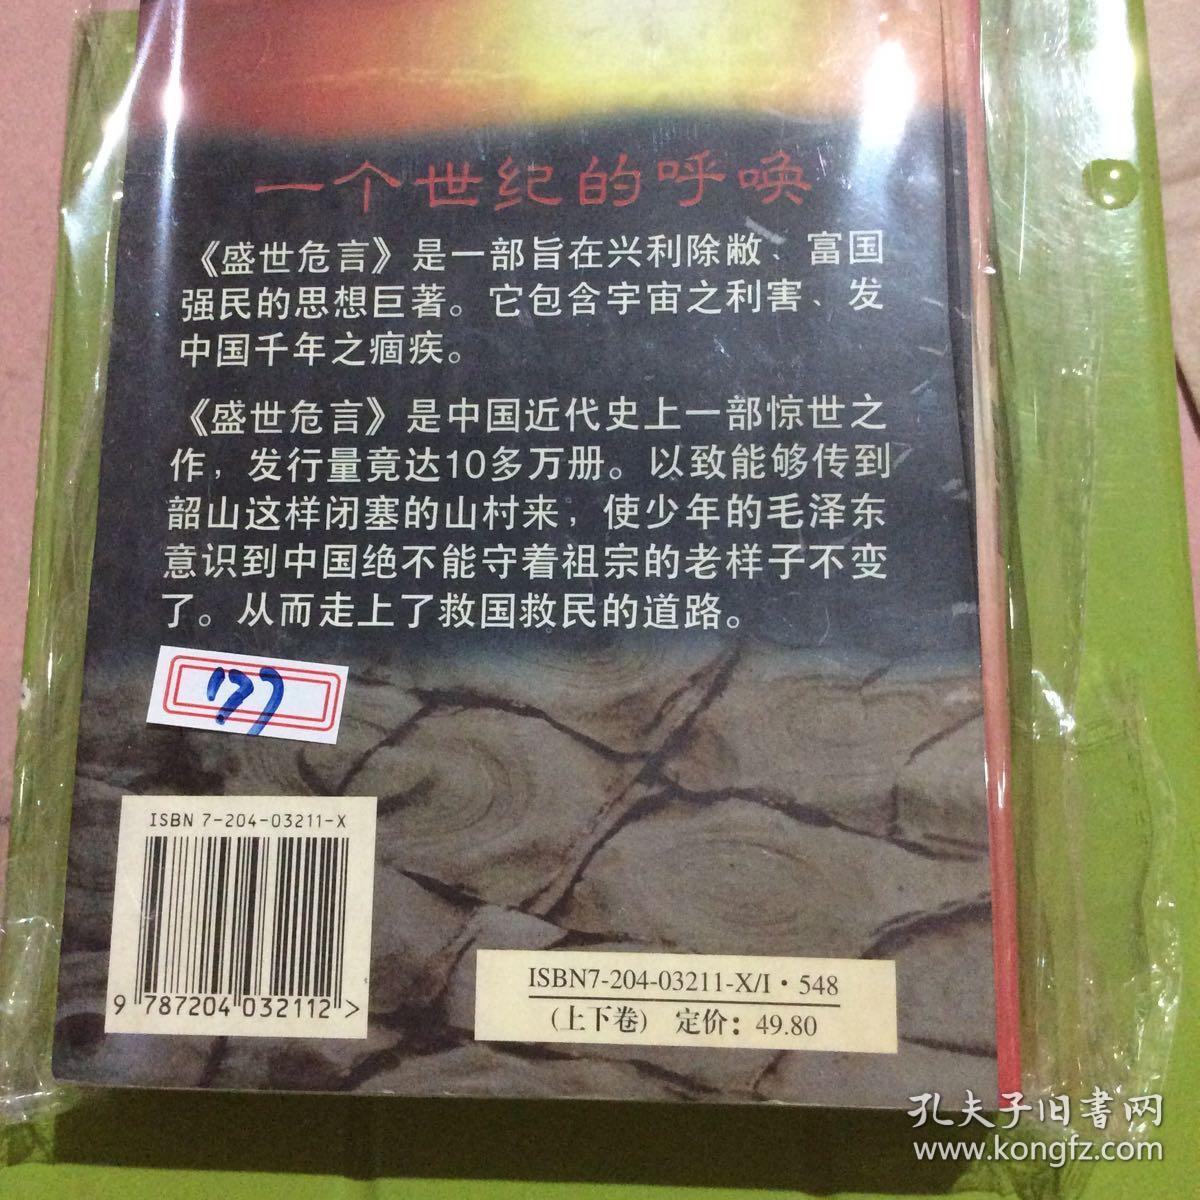 一个世纪的呼唤
《盛世危言》是一部旨在兴利除敝、富国
强民的思想巨著。它包含宇宙之利害、发
中国千年之痼疾。
《盛世危言》是中国近代史上一部惊世之
作，发行量竟达10多万册。以致能够传到
韶山这样闭塞的山村来，使少年的毛泽东
意识到中国绝不能守着祖宗的老样子不变
了。从而走上了救国救民的道路。
ISBN 7-204-03211-X
9 787204 032112 >
ISBN7-204-03211-X/I·548
(上下卷) 定价：49.80
孔夫子旧书网
www.kongfz.com